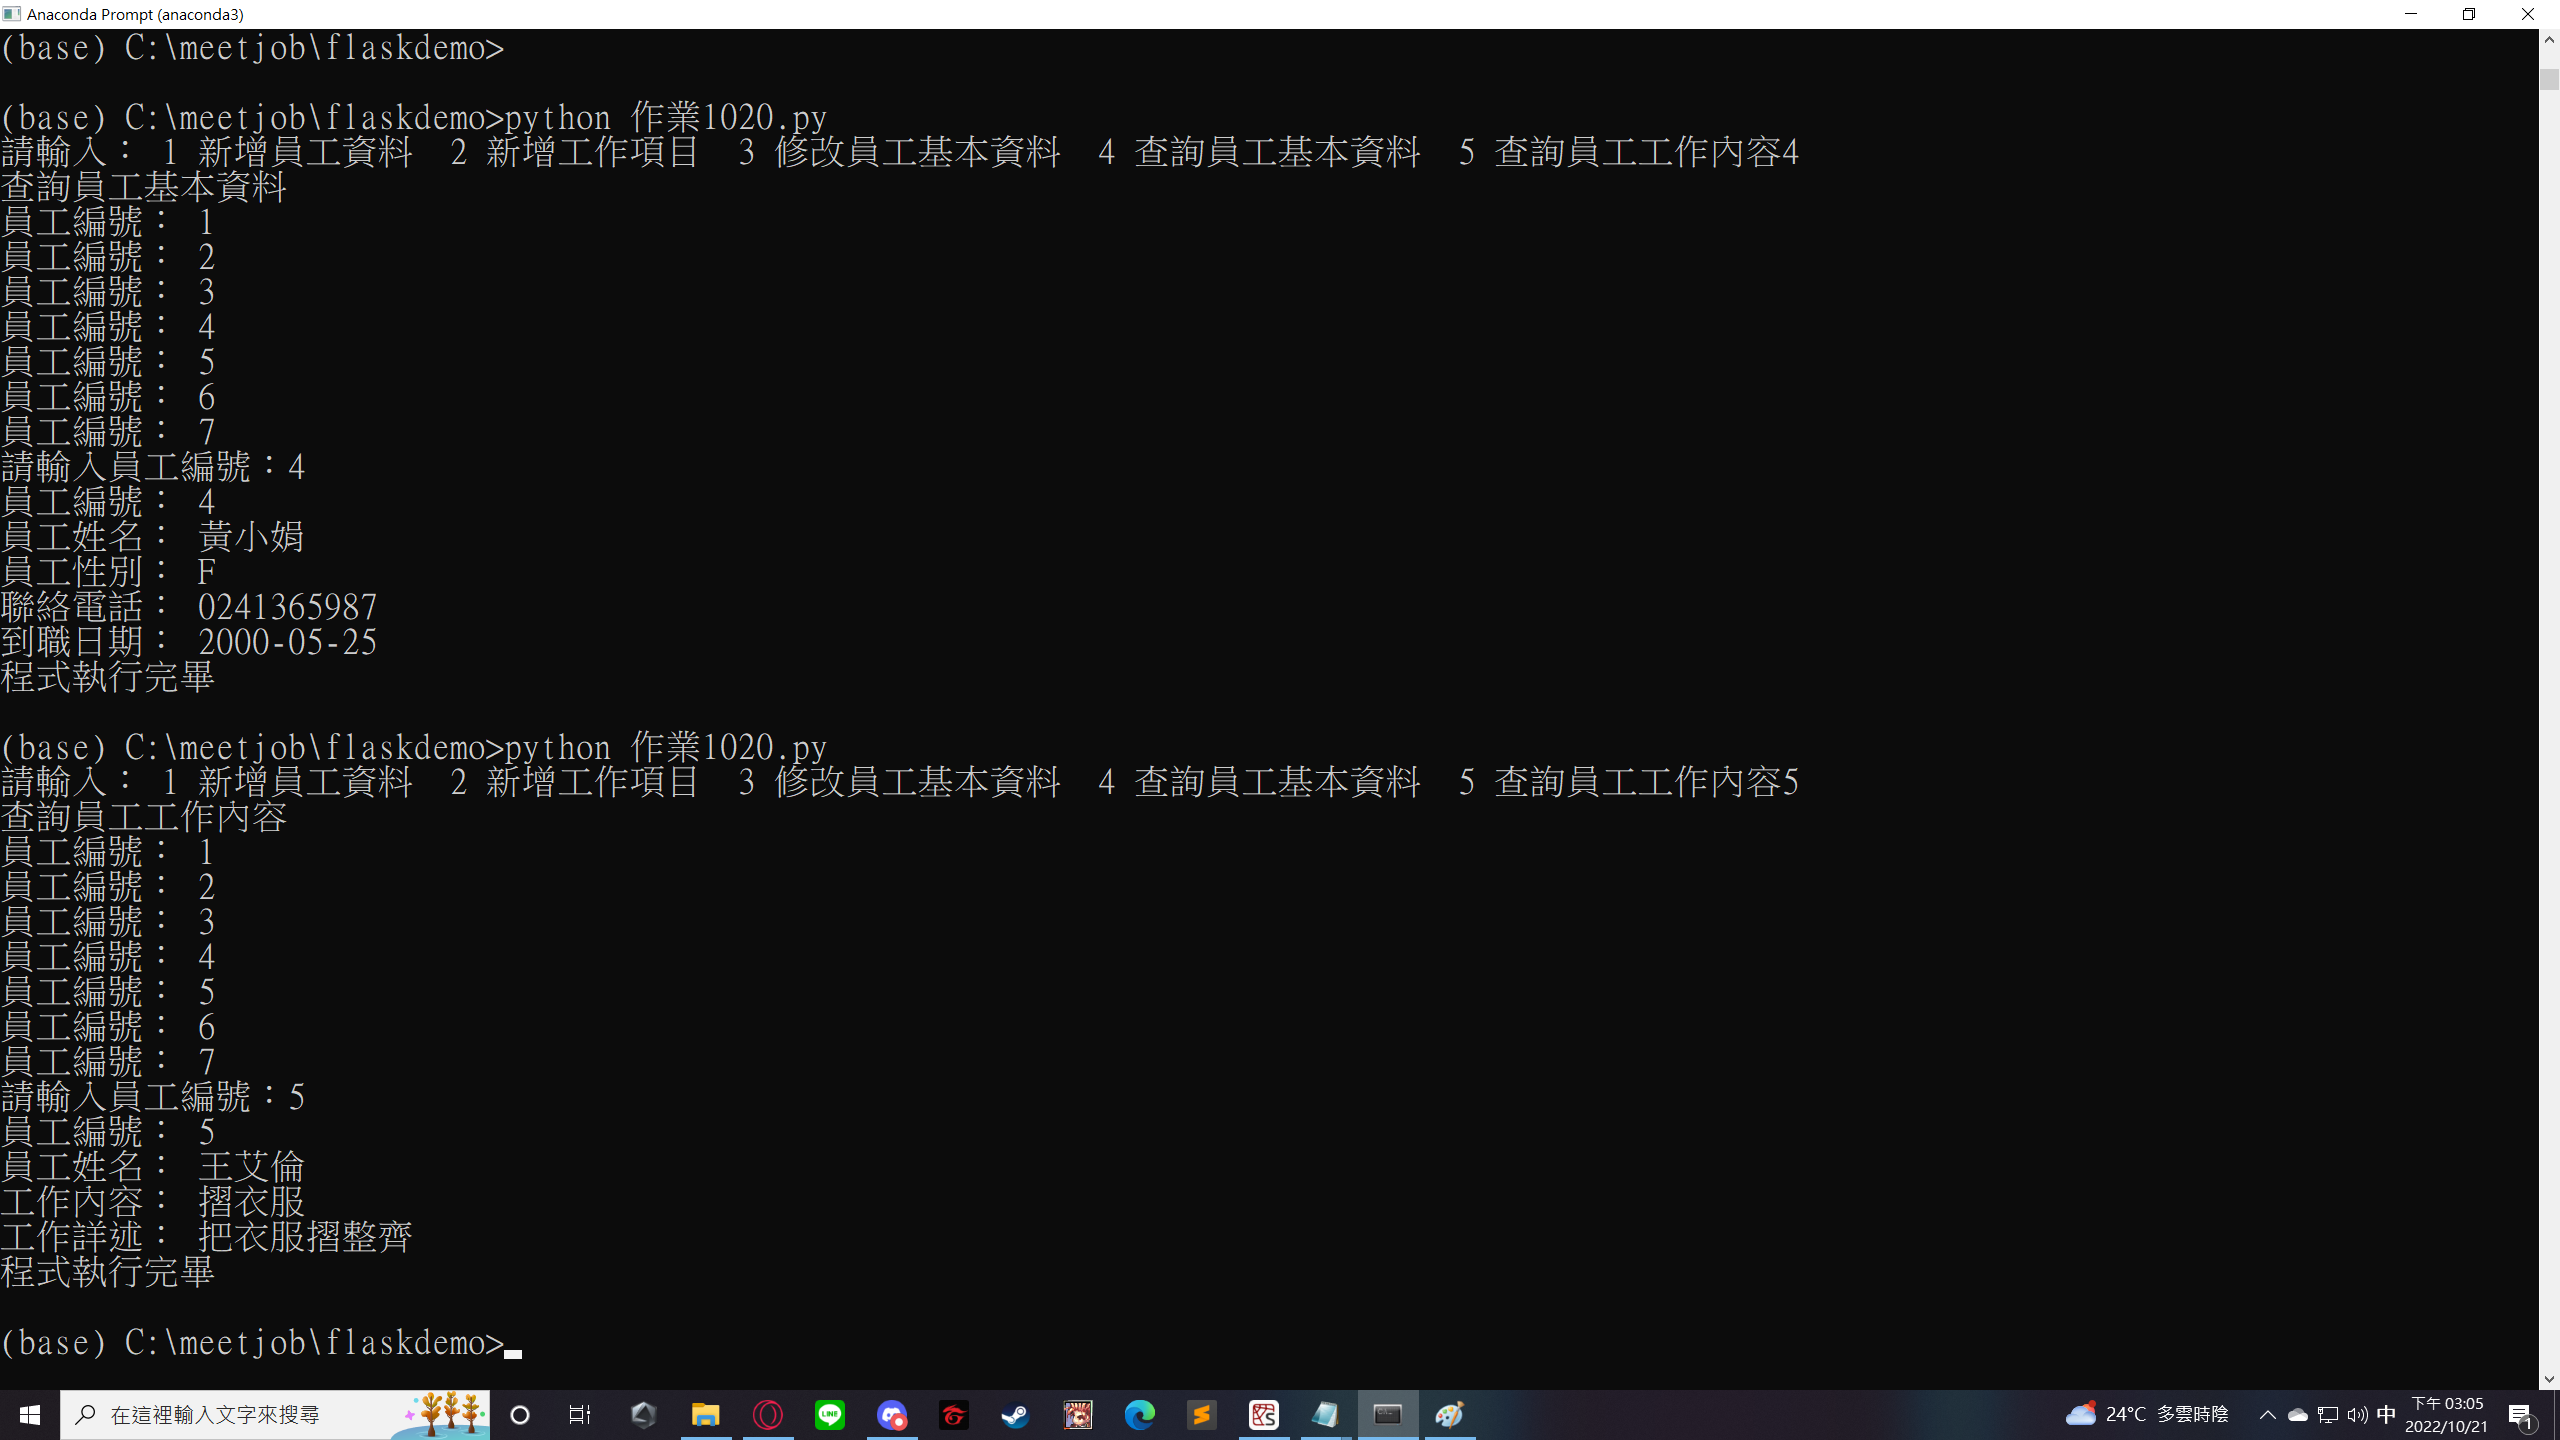 Anaconda Prompt (anaconda3)
(base) C:\meetjob\flaskdemo>
(base) C:\meetjob\flaskdemo>python 作業1020.py
請輸入： 1 新增員工資料  2 新增工作項目  3 修改員工基本資料  4 查詢員工基本資料  5 查詢員工工作內容4
查詢員工基本資料
員工編號： 1
員工編號： 2
員工編號： 3
員工編號： 4
員工編號： 5
員工編號： 6
員工編號： 7
請輸入員工編號：4
員工編號： 4
員工姓名： 黃小娟
員工性別： F
聯絡電話： 0241365987
到職日期： 2000-05-25
程式執行完畢
(base) C:\meetjob\flaskdemo>python 作業1020.py
請輸入： 1 新增員工資料  2 新增工作項目  3 修改員工基本資料  4 查詢員工基本資料  5 查詢員工工作內容5
查詢員工工作內容
員工編號： 1
員工編號： 2
員工編號： 3
員工編號： 4
員工編號： 5
員工編號： 6
員工編號： 7
請輸入員工編號：5
員工編號： 5
員工姓名： 王艾倫
工作內容： 摺衣服
工作詳述： 把衣服摺整齊
程式執行完畢
(base) C:\meetjob\flaskdemo>
在這裡輸入文字來搜尋
LINE
24°C 多雲時陰
中
下午 03:05
2022/10/21
1